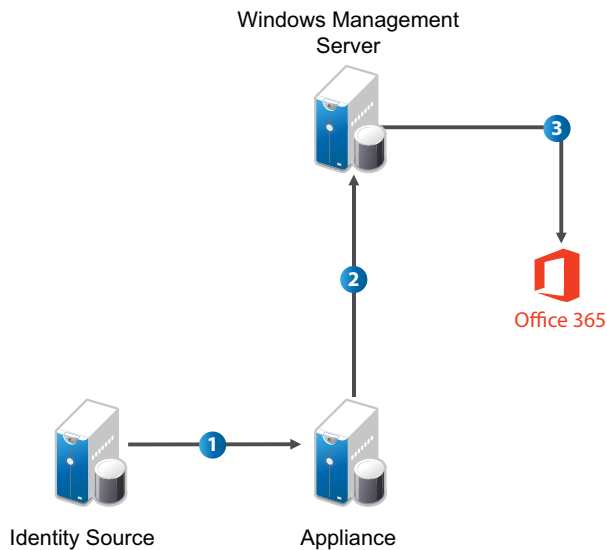 Windows Management
Server
3
2
Office 365
1
Identity Source
Appliance